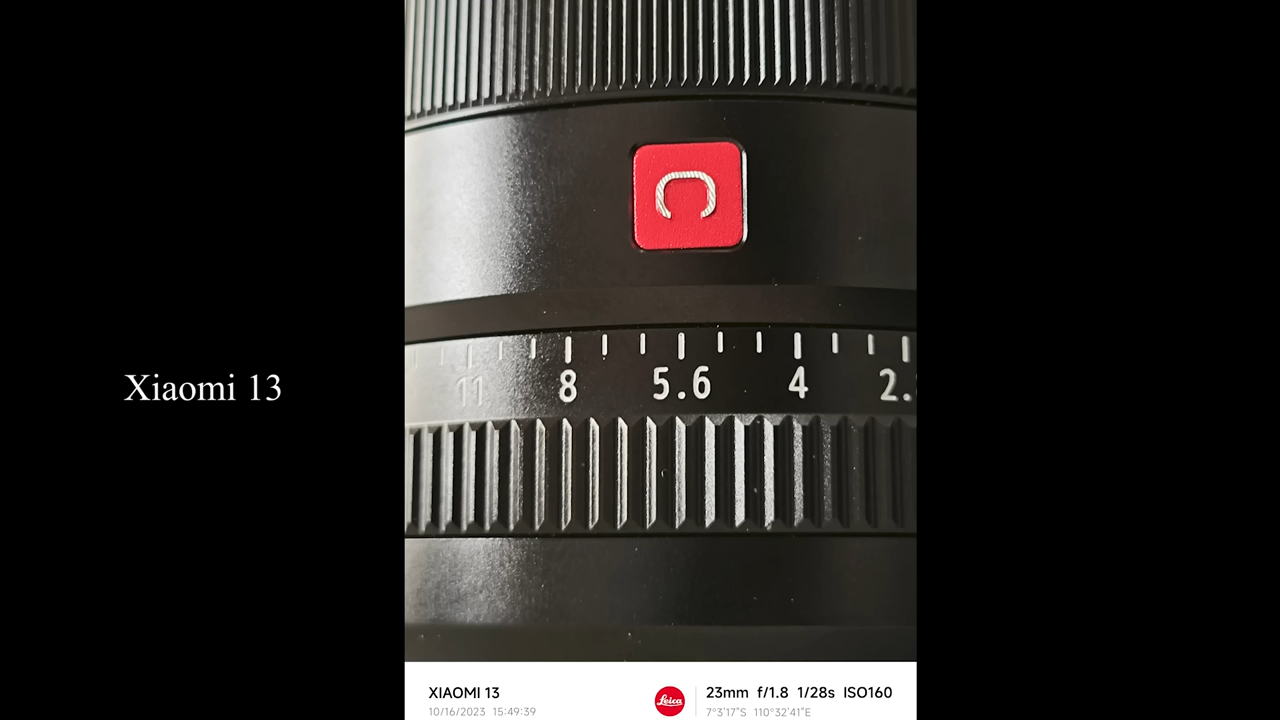 Xiaomi 13
C
11 8 5.6 4 2.
XIAOMI 13
10/16/2023 15:49:39
Leica
23mm f/1.8 1/28s ISO160
7°3'17"S 110°32'41"E